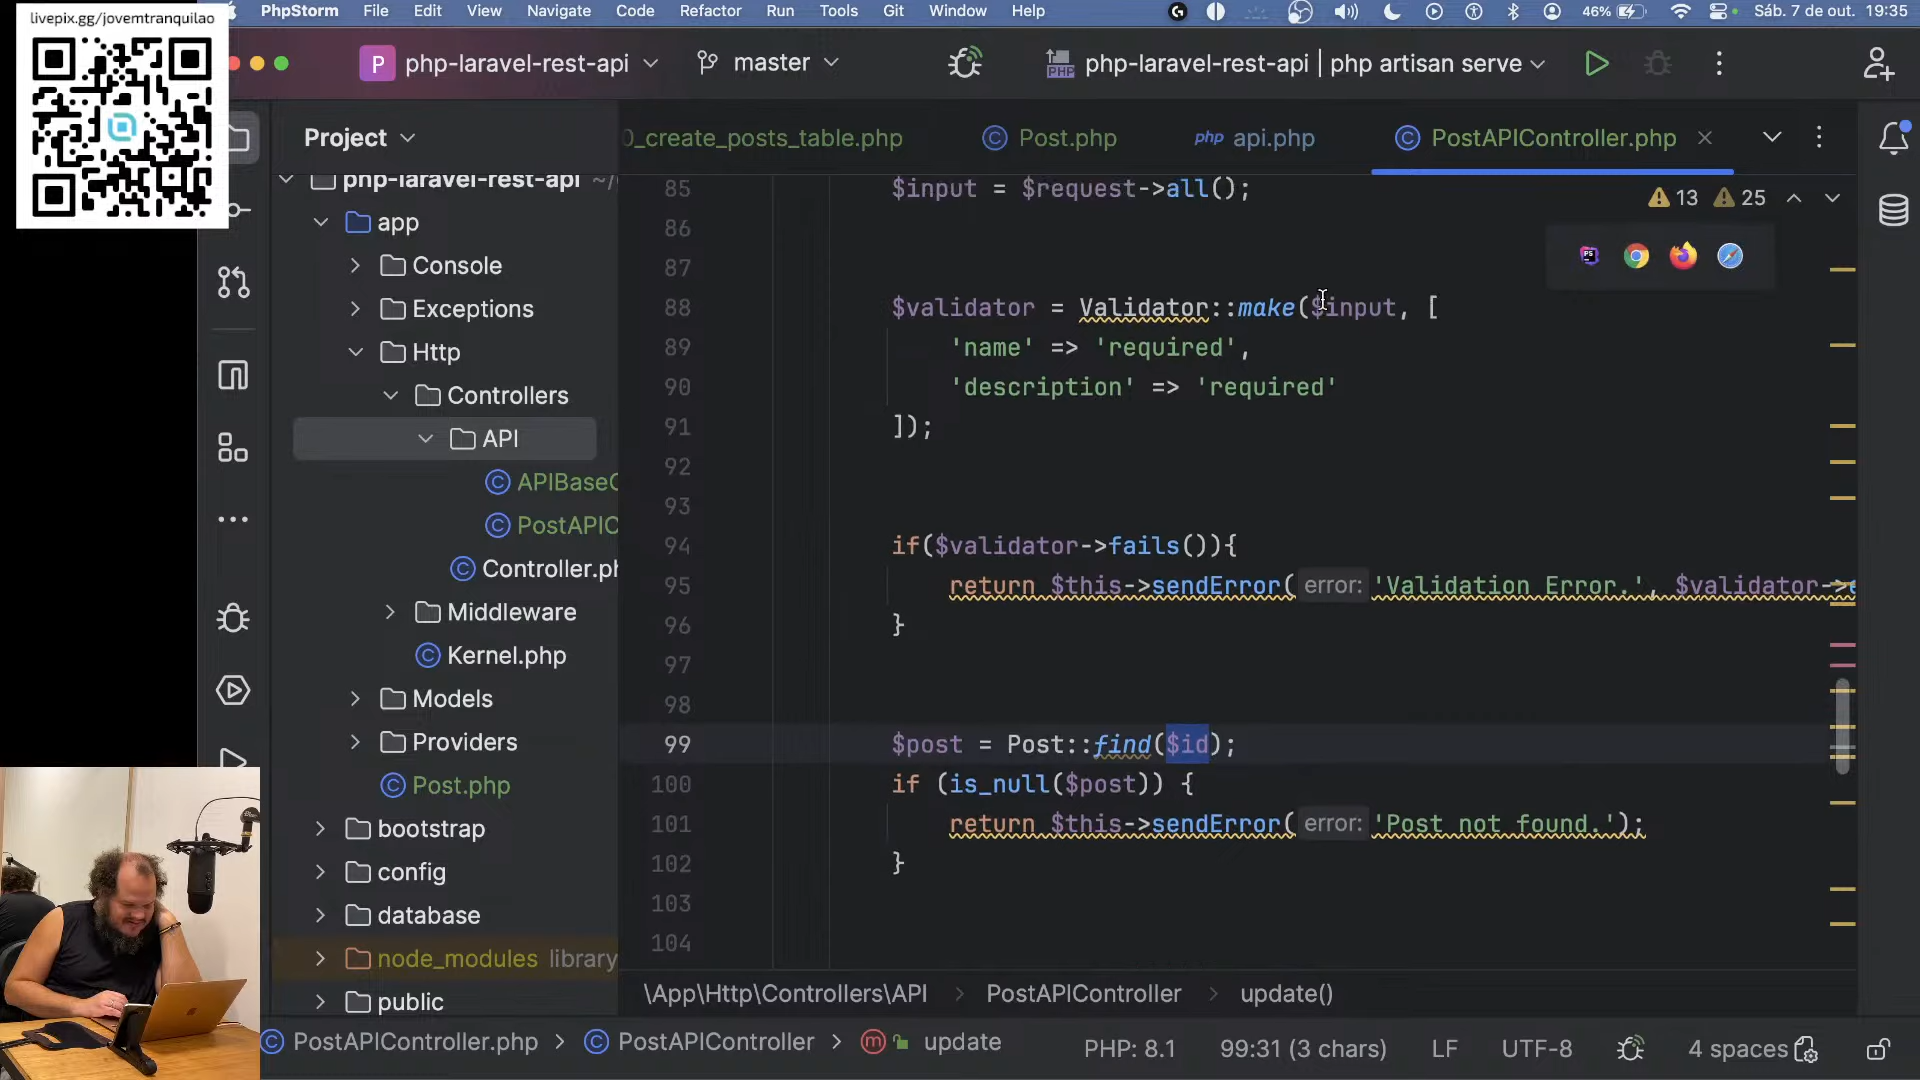 livepix.gg/jovemtranquilao
PhpStorm File Edit View Navigate Code Refactor Run Tools Git Window Help 46% Sáb. 7 de out. 19:35
P php-laravel-rest-api master php-laravel-rest-api | php artisan serve
Project
0_create_posts_table.php Post.php php api.php PostAPIController.php
13 25
php-laravel-rest-api ~/
app
Console
Exceptions
Http
Controllers
API
APIBaseC
PostAPIC
Controller.ph
Middleware
Kernel.php
Models
Providers
Post.php
bootstrap
config
database
node_modules library
public
85 $input = $request->all();
86
87
88 $validator = Validator::make($input, [
89 'name' => 'required',
90 'description' => 'required'
91 ]);
92
93
94 if($validator->fails()){
95 return $this->sendError( error: 'Validation Error.', $validator->e
96 }
97
98
99 $post = Post::find($id);
100 if (is_null($post)) {
101 return $this->sendError( error: 'Post not found.');
102 }
103
104
\App\Http\Controllers\API > PostAPIController > update()
PostAPIController.php > PostAPIController > m update PHP: 8.1 99:31 (3 chars) LF UTF-8 4 spaces